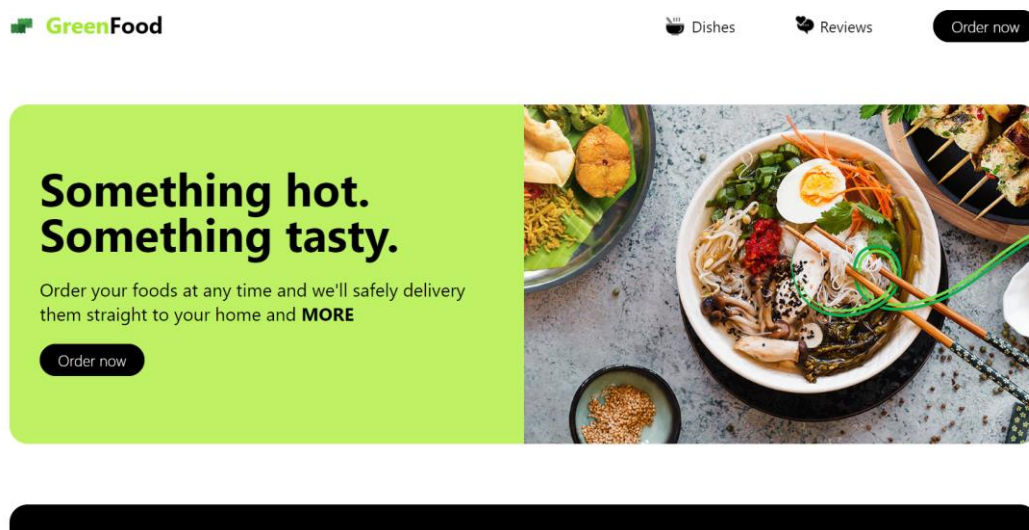 GreenFood
Dishes
Reviews
Order now
Something hot.
Something tasty.
Order your foods at any time and we'll safely delivery
them straight to your home and MORE
Order now